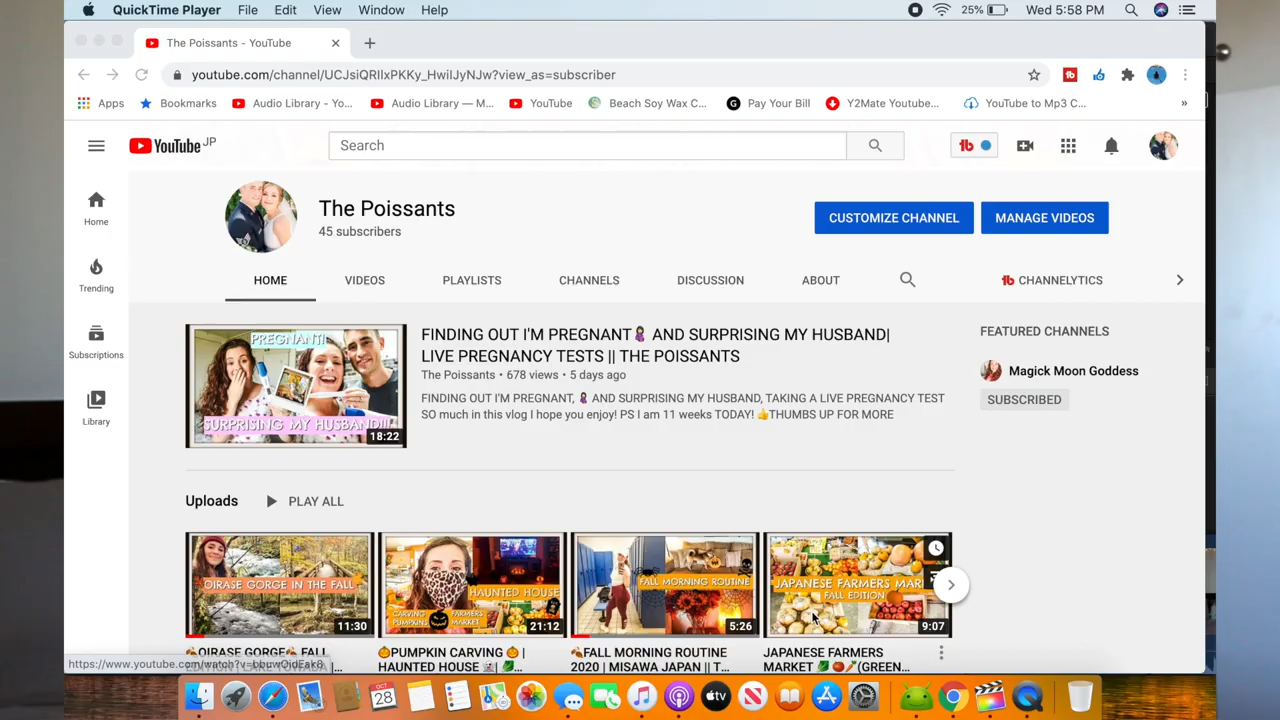 QuickTime Player File Edit View Window Help 25% Wed 5:58 PM
The Poissants - YouTube
youtube.com/channel/UCJsiQRIIxPKKy_HwiIJyNJw?view_as=subscriber
Apps Bookmarks Audio Library - Yo... Audio Library — M... YouTube Beach Soy Wax C... Pay Your Bill Y2Mate Youtube... YouTube to Mp3 C... »
YouTube JP Search tb
The Poissants
45 subscribers
CUSTOMIZE CHANNEL MANAGE VIDEOS
Home
Trending
Subscriptions
Library
HOME VIDEOS PLAYLISTS CHANNELS DISCUSSION ABOUT tb CHANNELYTICS
PREGNANT!
SURPRISING MY HUSBAND!!!
18:22
FINDING OUT I'M PREGNANT🤰 AND SURPRISING MY HUSBAND|
LIVE PREGNANCY TESTS || THE POISSANTS
The Poissants • 678 views • 5 days ago
FINDING OUT I'M PREGNANT, 🤰 AND SURPRISING MY HUSBAND, TAKING A LIVE PREGNANCY TEST
SO much in this vlog I hope you enjoy! PS I am 11 weeks TODAY! 👍THUMBS UP FOR MORE
FEATURED CHANNELS
Magick Moon Goddess
SUBSCRIBED
Uploads PLAY ALL
OIRASE GORGE IN THE FALL
11:30
HAUNTED HOUSE
CARVING PUMPKINS
FARMERS MARKET
21:12
FALL MORNING ROUTINE
5:26
JAPANESE FARMERS MAR
FALL EDITION
9:07
🍂OIRASE GORGE🍂 FALL
🎃PUMPKIN CARVING 🎃 |
HAUNTED HOUSE
🍂FALL MORNING ROUTINE
2020 | MISAWA JAPAN || T...
JAPANESE FARMERS
MARKET (GREEN...
OCT
28
tv